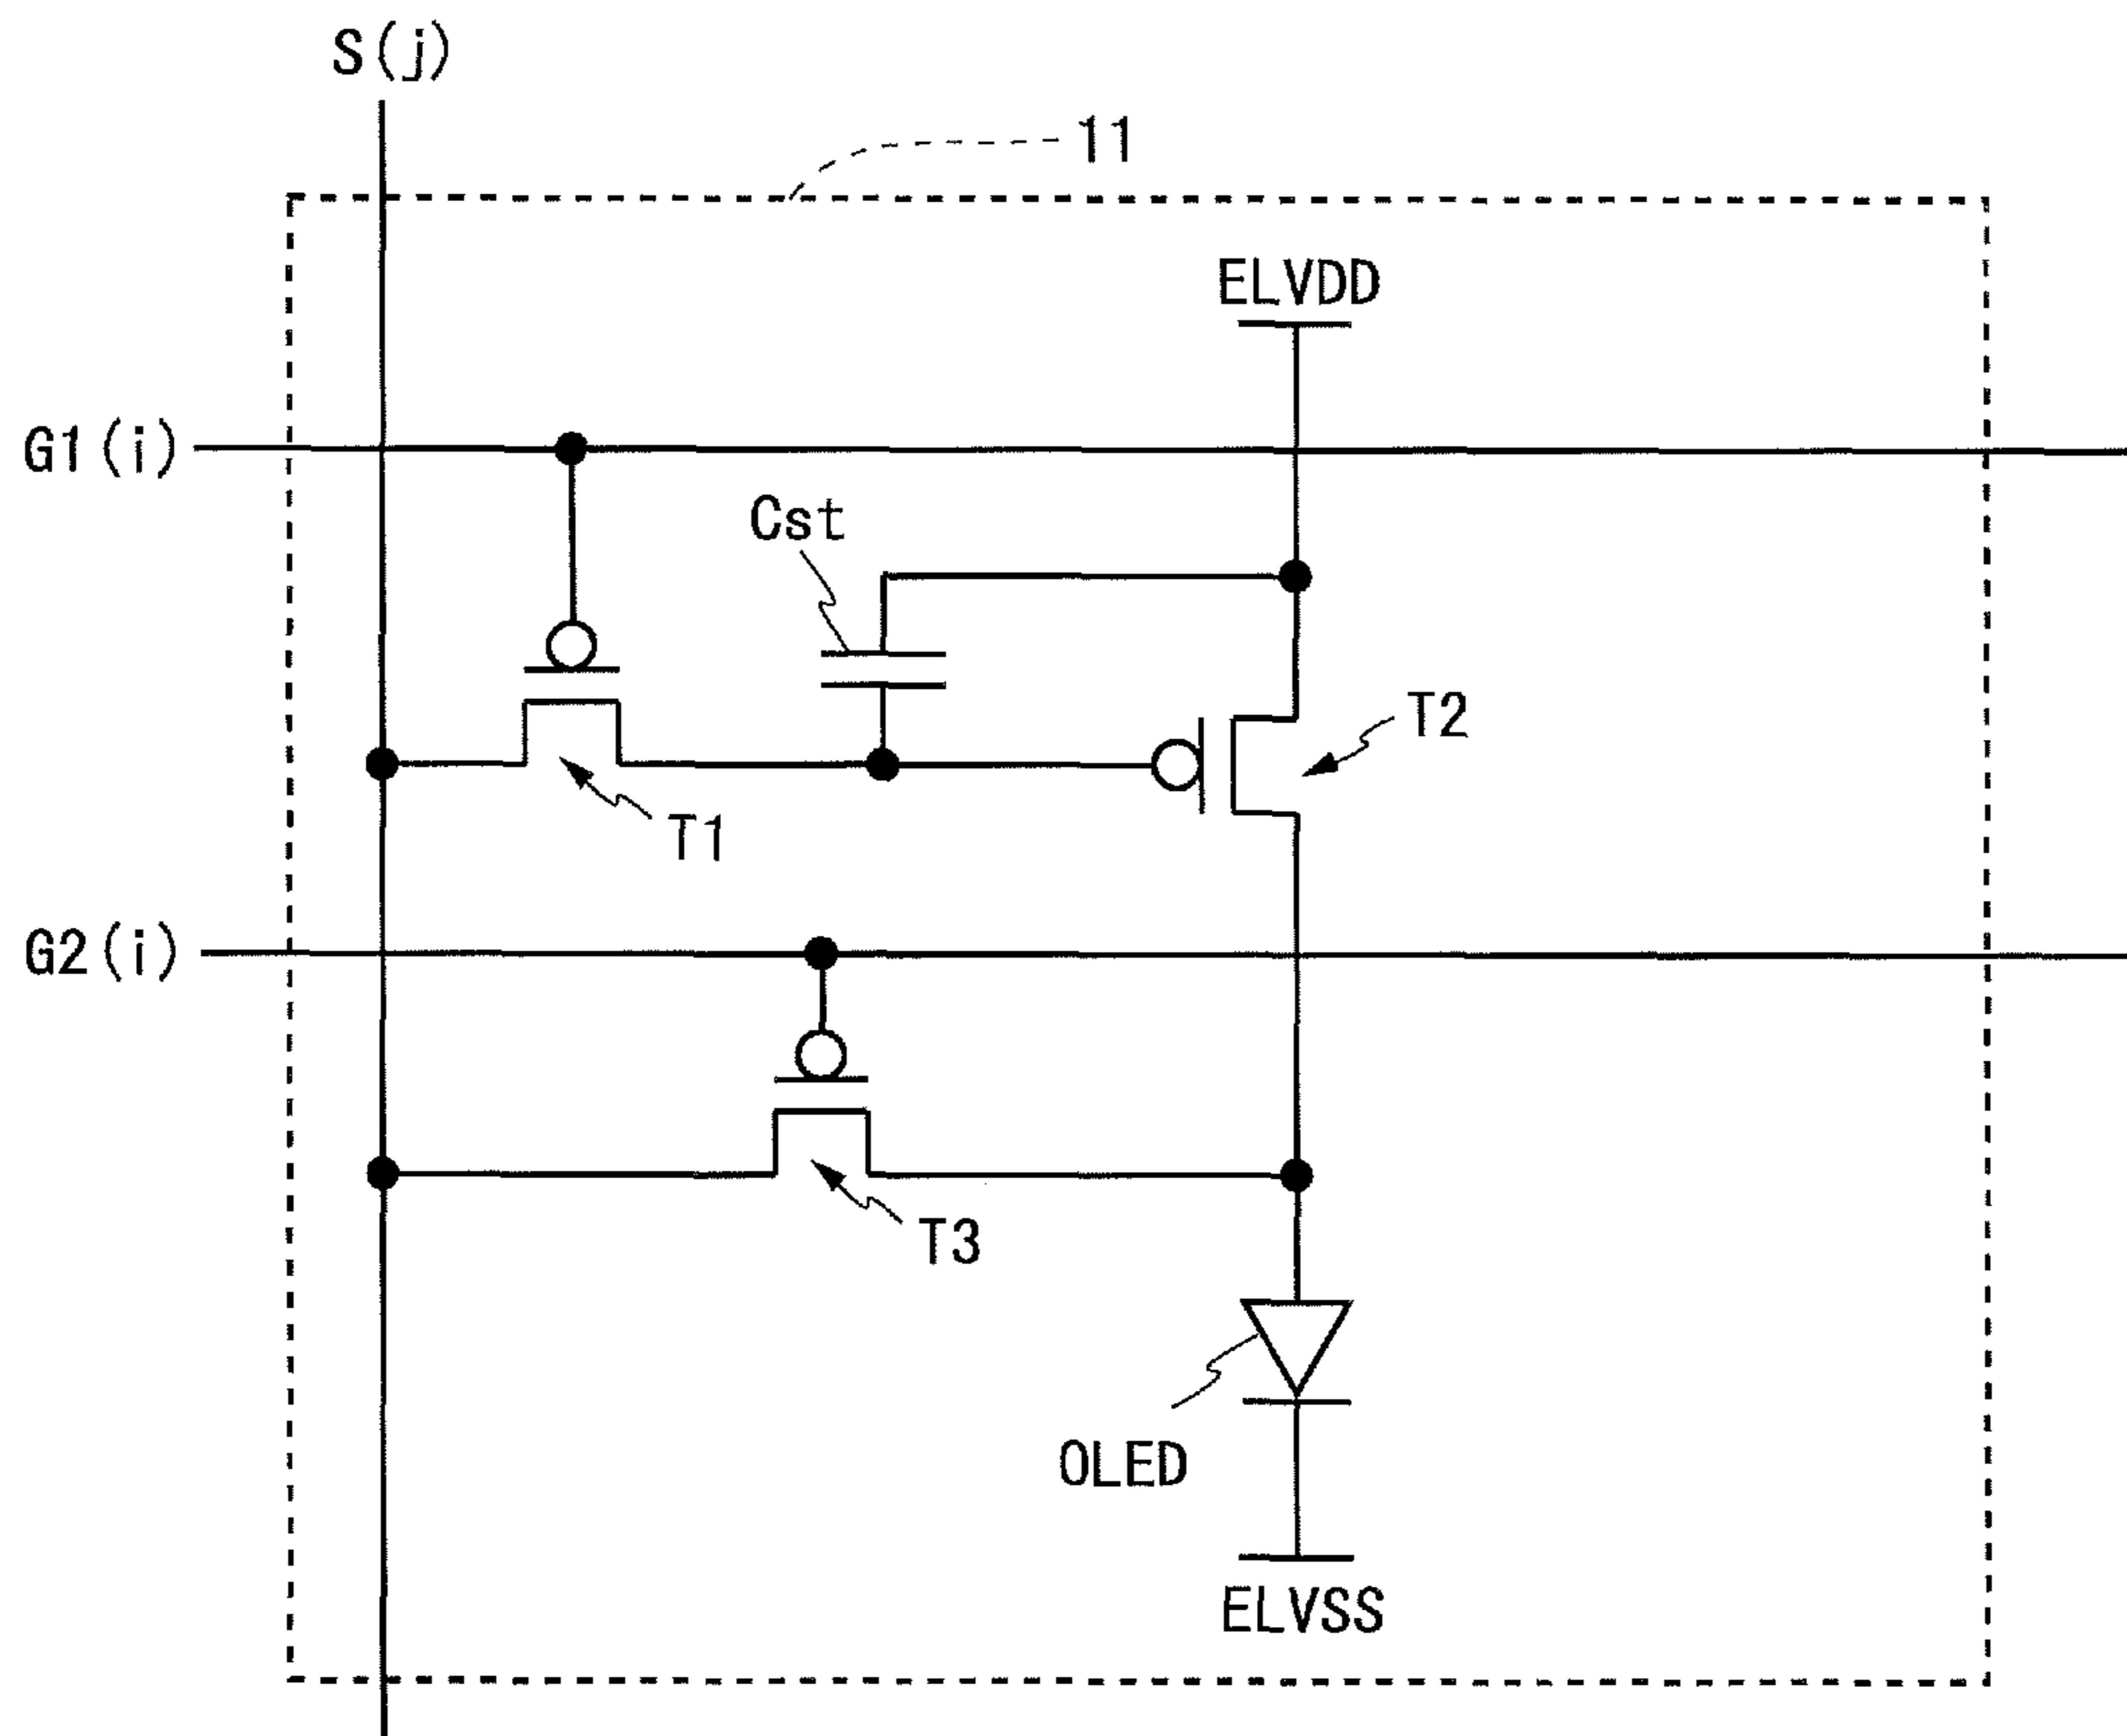 S(j)
11
ELVDD
G1(i)
Cst
T2
T1
G2(i)
T3
OLED
ELVSS